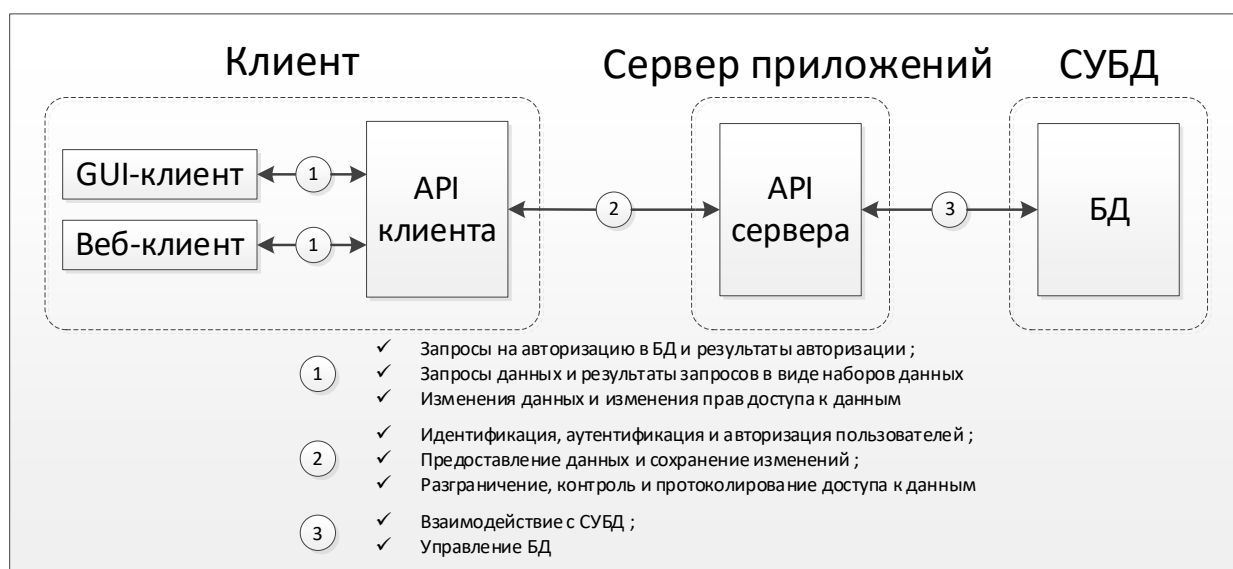 Клиент
Сервер приложений
СУБД
GUI-клиент
1
Веб-клиент
1
API
клиента
2
API
сервера
3
БД
1
✓ Запросы на авторизацию в БД и результаты авторизации ;
✓ Запросы данных и результаты запросов в виде наборов данных
✓ Изменения данных и изменения прав доступа к данным
2
✓ Идентификация, аутентификация и авторизация пользователей ;
✓ Предоставление данных и сохранение изменений ;
✓ Разграничение, контроль и протоколирование доступа к данным
3
✓ Взаимодействие с СУБД ;
✓ Управление БД